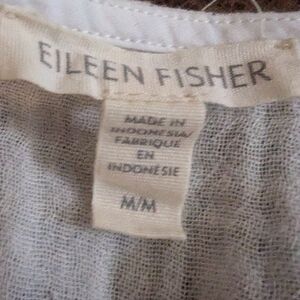 EILEEN FISHER
MADE IN
INDONESIA/
FABRIQUE
EN
INDONESIE
M/M